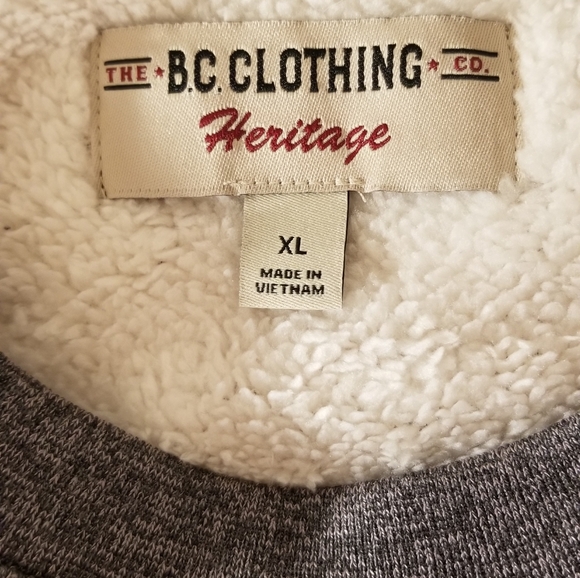 THE ★ B.C. CLOTHING ★ CO.
Heritage
XL
MADE IN
VIETNAM